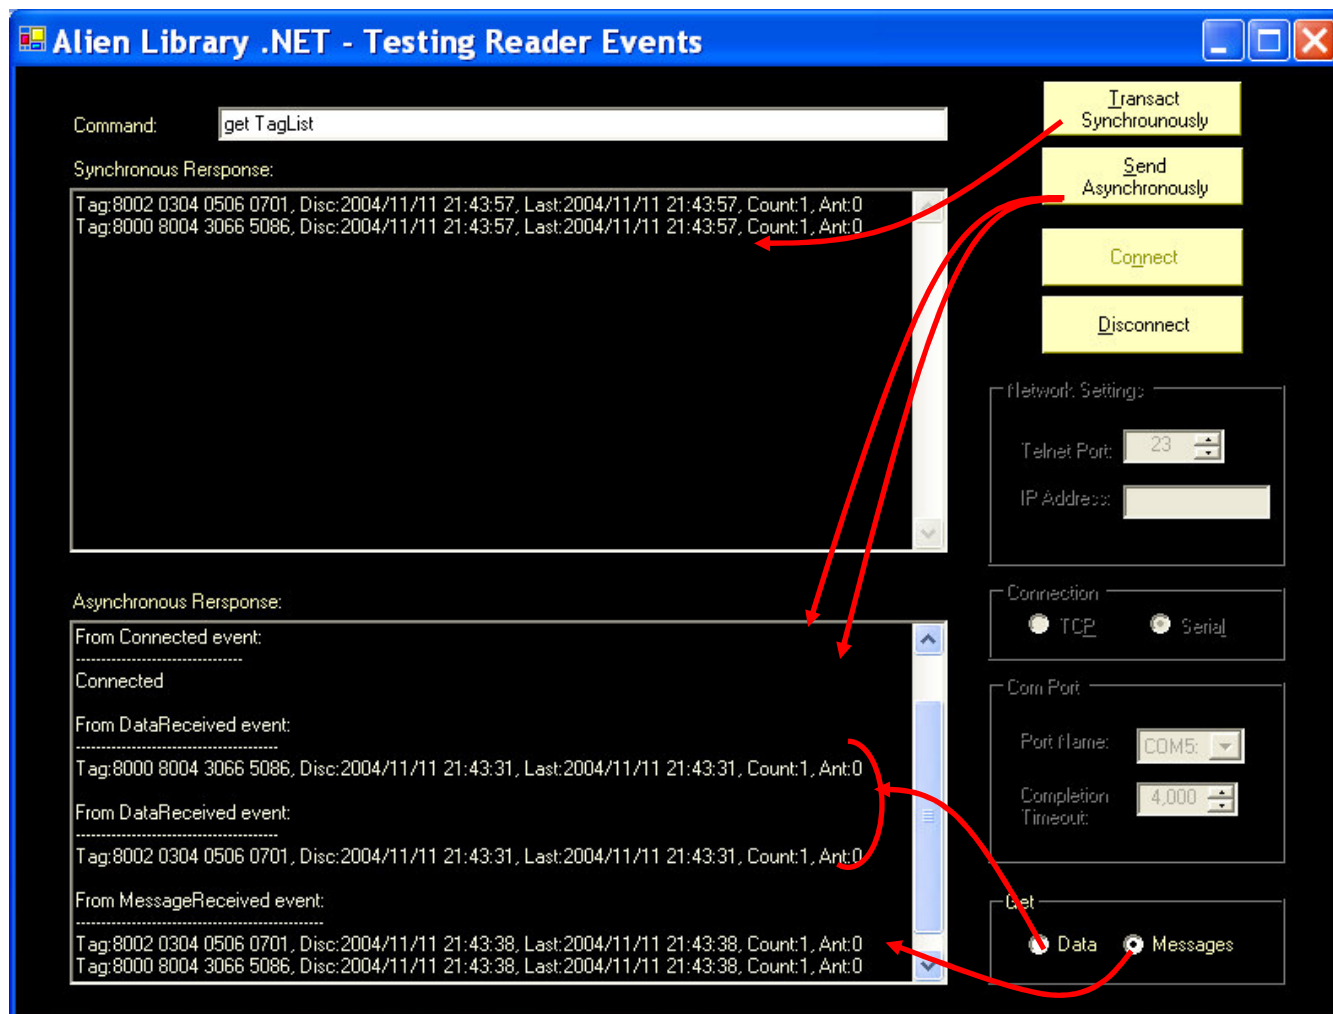 Alien Library .NET - Testing Reader Events
Command:
get TagList
Transact
Synchrounously
Synchronous Rersponse:
Send
Asynchronously
Tag:8002 0304 0506 0701, Disc:2004/11/11 21:43:57, Last:2004/11/11 21:43:57, Count:1, Ant:0
Tag:8000 8004 3066 5086, Disc:2004/11/11 21:43:57, Last:2004/11/11 21:43:57, Count:1, Ant:0
Connect
Disconnect
Network Settings
Telnet Port:
23
IP Address:
Asynchronous Rersponse:
Connection
TCP
Serial
From Connected event:
---------------------------------
Connected
From DataReceived event:
----------------------------------------
Tag:8000 8004 3066 5086, Disc:2004/11/11 21:43:31, Last:2004/11/11 21:43:31, Count:1, Ant:0
From DataReceived event:
----------------------------------------
Tag:8002 0304 0506 0701, Disc:2004/11/11 21:43:31, Last:2004/11/11 21:43:31, Count:1, Ant:0
From MessageReceived event:
-------------------------------------------------
Tag:8002 0304 0506 0701, Disc:2004/11/11 21:43:38, Last:2004/11/11 21:43:38, Count:1, Ant:0
Tag:8000 8004 3066 5086, Disc:2004/11/11 21:43:38, Last:2004/11/11 21:43:38, Count:1, Ant:0
Com Port
Port Name:
COM5:
Completion
Timeout:
4,000
Get
Data
Messages